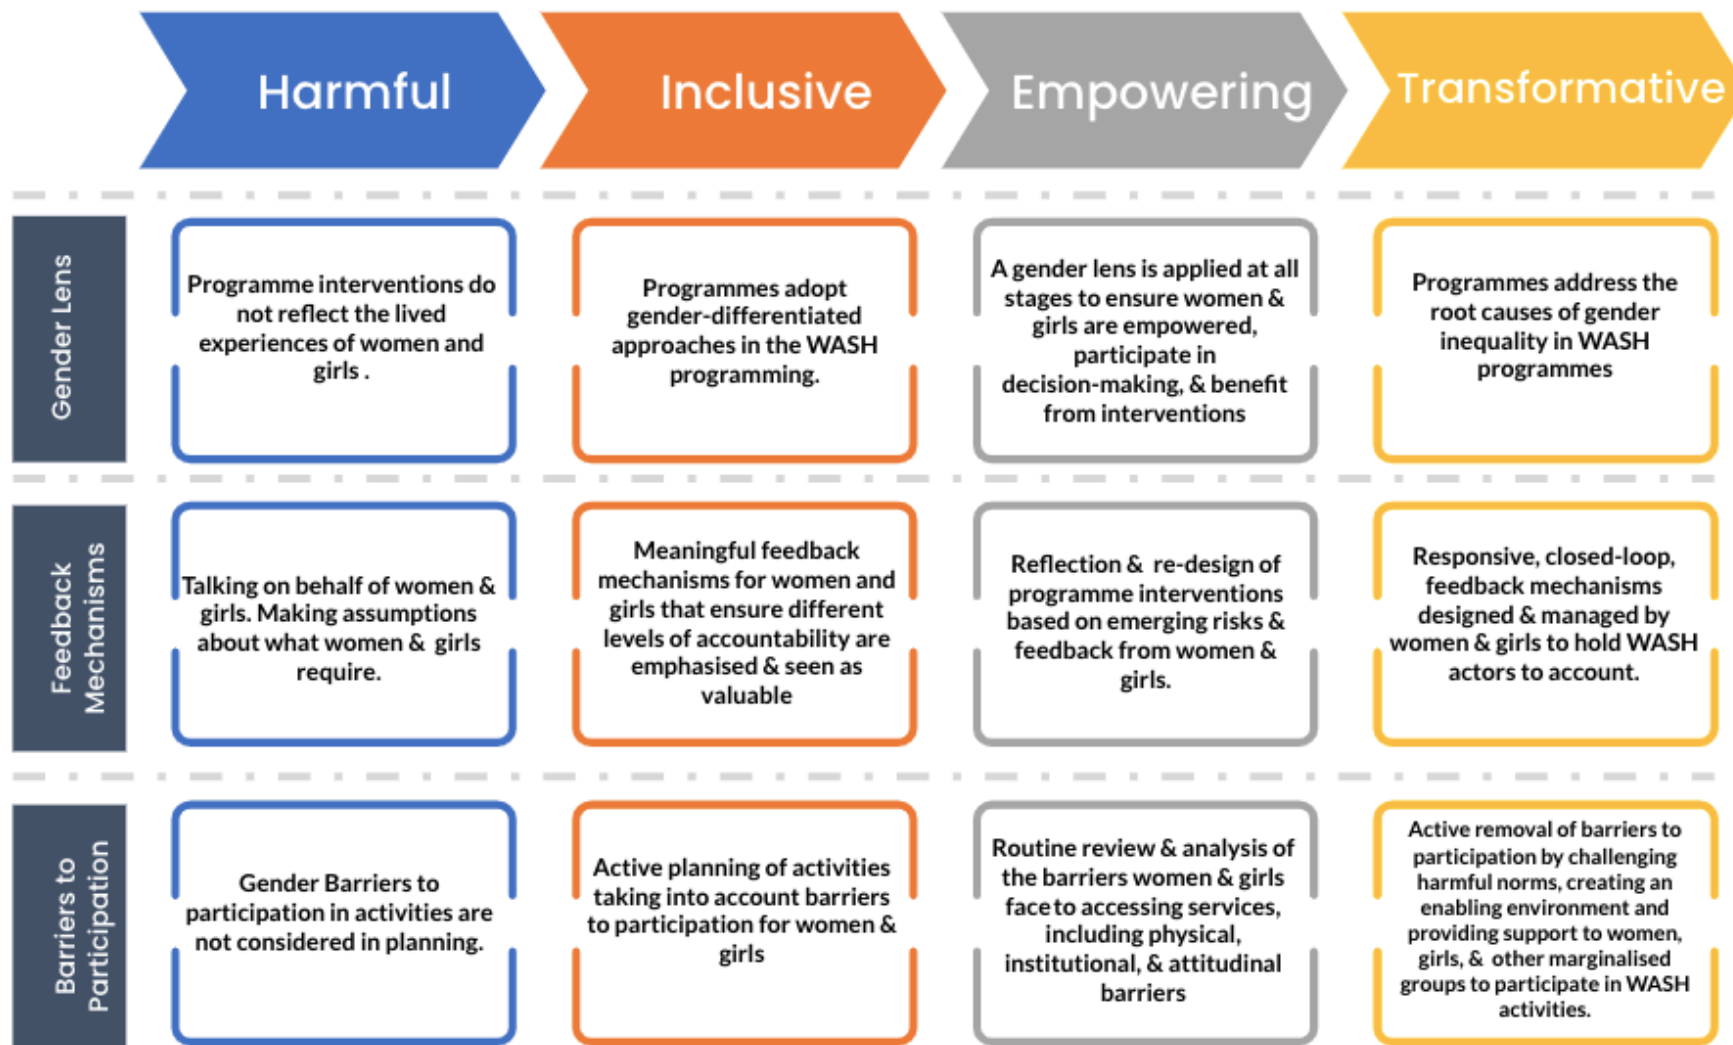 Harmful
Inclusive
Empowering
Transformative
Gender Lens
Programme interventions do
not reflect the lived
experiences of women and
girls .
Programmes adopt
gender-differentiated
approaches in the WASH
programming.
A gender lens is applied at all
stages to ensure women &
girls are empowered,
participate in
decision-making, & benefit
from interventions
Programmes address the
root causes of gender
inequality in WASH
programmes
Feedback
Mechanisms
Talking on behalf of women &
girls. Making assumptions
about what women & girls
require.
Meaningful feedback
mechanisms for women and
girls that ensure different
levels of accountability are
emphasised & seen as
valuable
Reflection & re-design of
programme interventions
based on emerging risks &
feedback from women &
girls.
Responsive, closed-loop,
feedback mechanisms
designed & managed by
women & girls to hold WASH
actors to account.
Barriers to
Participation
Gender Barriers to
participation in activities are
not considered in planning.
Active planning of activities
taking into account barriers
to participation for women &
girls
Routine review & analysis of
the barriers women & girls
face to accessing services,
including physical,
institutional, & attitudinal
barriers
Active removal of barriers to
participation by challenging
harmful norms, creating an
enabling environment and
providing support to women,
girls, & other marginalised
groups to participate in WASH
activities.